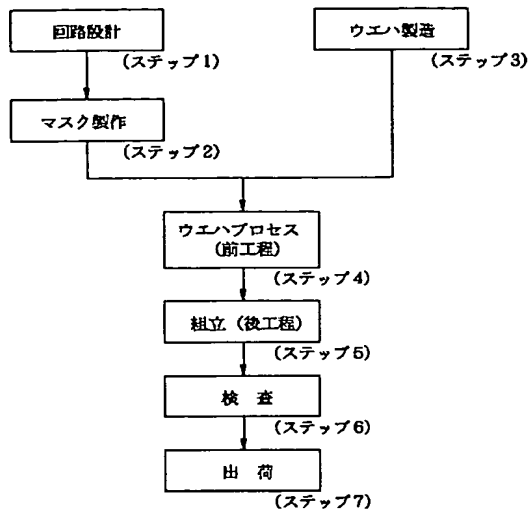 回路設計
(ステップ1)
ウエハ製造
(ステップ3)
マスク製作
(ステップ2)
ウエハプロセス
(前工程)
(ステップ4)
組立(後工程)
(ステップ5)
検 査
(ステップ6)
出 荷
(ステップ7)